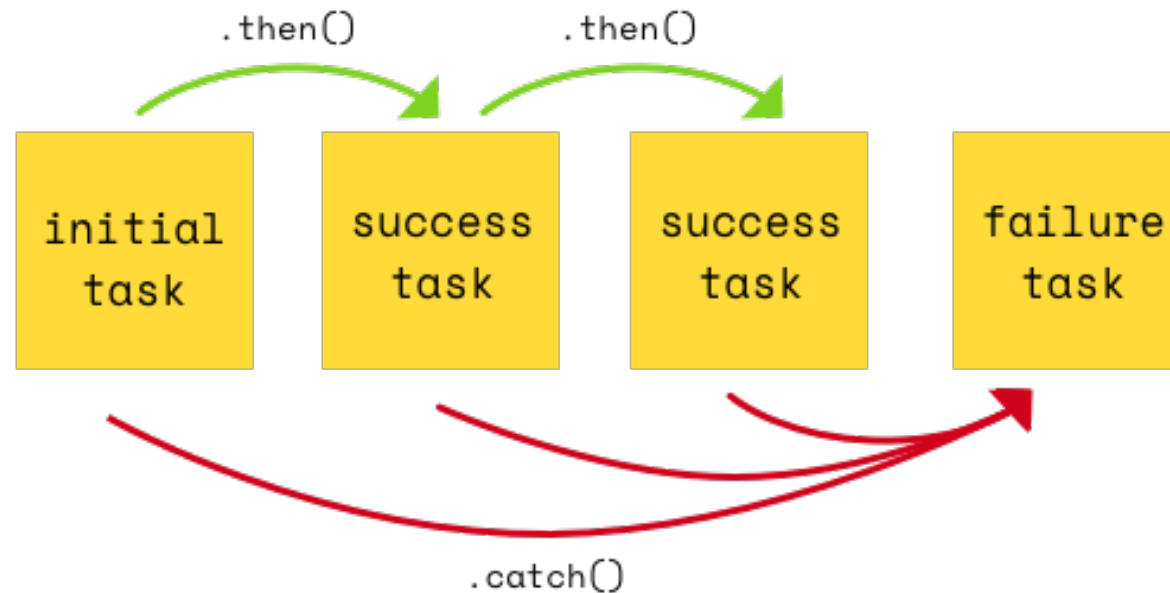 .then()
.then()
initial
task
success
task
success
task
failure
task
.catch()